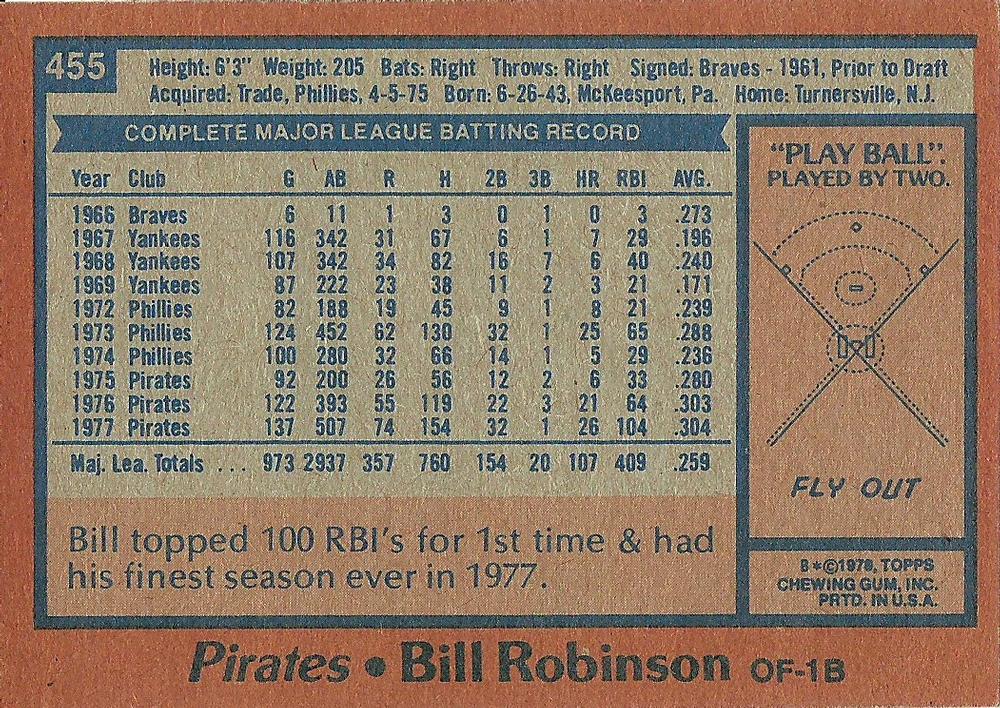 455
Height: 6'3" Weight: 205 Bats: Right Throws: Right Signed: Braves - 1961, Prior to Draft
Acquired: Trade, Phillies, 4-5-75 Born: 6-26-43, McKeesport, Pa. Home: Turnersville, N.J.
COMPLETE MAJOR LEAGUE BATTING RECORD
Year Club G AB R H 2B 3B HR RBI AVG.
1966 Braves 6 11 1 3 0 1 0 3 .273
1967 Yankees 116 342 31 67 6 1 7 29 .196
1968 Yankees 107 342 34 82 16 7 6 40 .240
1969 Yankees 87 222 23 38 11 2 3 21 .171
1972 Phillies 82 188 19 45 9 1 8 21 .239
1973 Phillies 124 452 62 130 32 1 25 65 .288
1974 Phillies 100 280 32 66 14 1 5 29 .236
1975 Pirates 92 200 26 56 12 2 6 33 .280
1976 Pirates 122 393 55 119 22 3 21 64 .303
1977 Pirates 137 507 74 154 32 1 26 104 .304
Maj. Lea. Totals ... 973 2937 357 760 154 20 107 409 .259
Bill topped 100 RBI's for 1st time & had
his finest season ever in 1977.
"PLAY BALL".
PLAYED BY TWO.
FLY OUT
B*©1978, TOPPS
CHEWING GUM, INC.
PRTD. IN U.S.A.
Pirates • Bill Robinson OF-1B